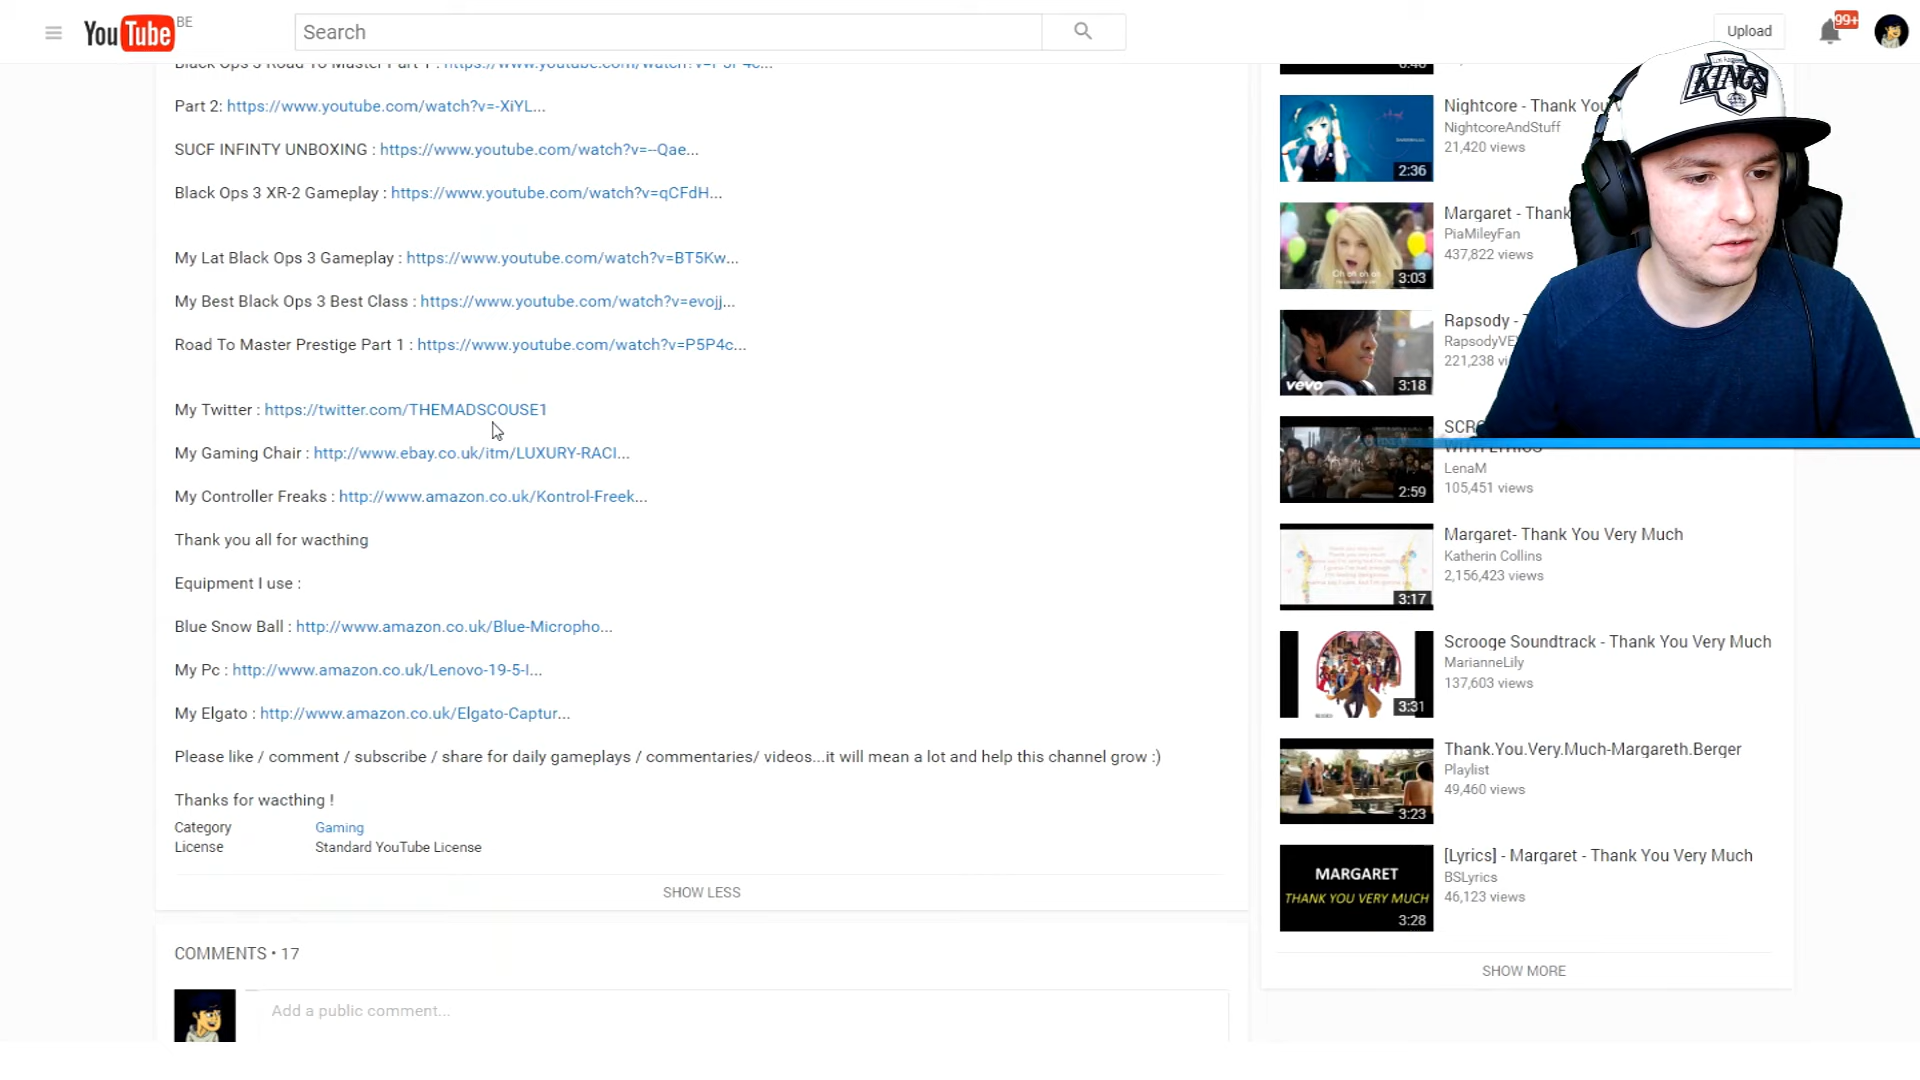 YouTube BE
Search
Upload
99+
Part 2: https://www.youtube.com/watch?v=-XiYL...
SUCF INFINTY UNBOXING : https://www.youtube.com/watch?v=--Qae...
Black Ops 3 XR-2 Gameplay : https://www.youtube.com/watch?v=qCFdH...
My Lat Black Ops 3 Gameplay : https://www.youtube.com/watch?v=BT5Kw...
My Best Black Ops 3 Best Class : https://www.youtube.com/watch?v=evojj...
Road To Master Prestige Part 1 : https://www.youtube.com/watch?v=P5P4c...
My Twitter : https://twitter.com/THEMADSCOUSE1
My Gaming Chair : http://www.ebay.co.uk/itm/LUXURY-RACI...
My Controller Freaks : http://www.amazon.co.uk/Kontrol-Freek...
Thank you all for wacthing
Equipment I use :
Blue Snow Ball : http://www.amazon.co.uk/Blue-Micropho...
My Pc : http://www.amazon.co.uk/Lenovo-19-5-I...
My Elgato : http://www.amazon.co.uk/Elgato-Captur...
Please like / comment / subscribe / share for daily gameplays / commentaries/ videos...it will mean a lot and help this channel grow :)
Thanks for wacthing !
Category Gaming
License Standard YouTube License
SHOW LESS
COMMENTS • 17
Add a public comment...
Nightcore - Thank You
NightcoreAndStuff
21,420 views
2:36
Margaret - Thank
PiaMileyFan
437,822 views
3:03
Rapsody -
221,238
vevo
3:18
KINGS
LenaM
105,451 views
2:59
Margaret- Thank You Very Much
Katherin Collins
2,156,423 views
3:17
Scrooge Soundtrack - Thank You Very Much
MarianneLily
137,603 views
3:31
Thank.You.Very.Much-Margareth.Berger
Playlist
49,460 views
3:23
[Lyrics] - Margaret - Thank You Very Much
BSLyrics
46,123 views
MARGARET
THANK YOU VERY MUCH
3:28
SHOW MORE